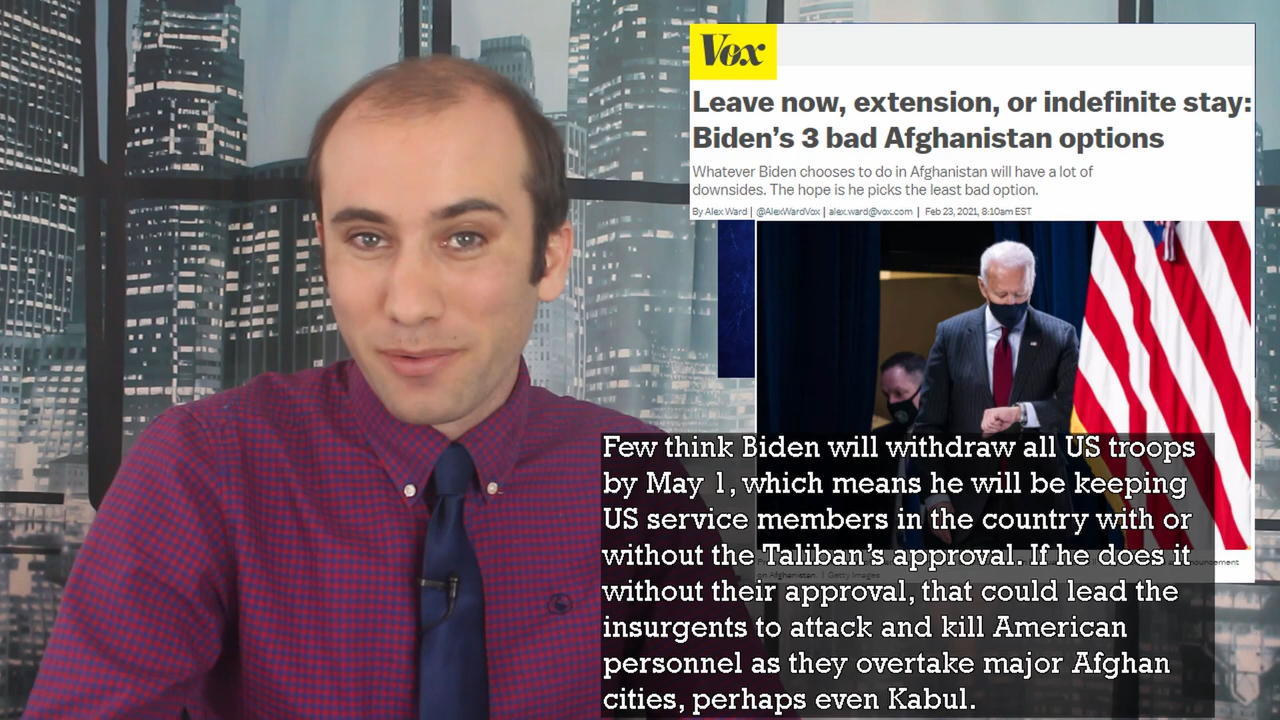 Vox
Leave now, extension, or indefinite stay:
Biden's 3 bad Afghanistan options
Whatever Biden chooses to do in Afghanistan will have a lot of
downsides. The hope is he picks the least bad option.
By Alex Ward | @AlexWardVox | alex.ward@vox.com | Feb 23, 2021, 8:10am EST
Few think Biden will withdraw all US troops
by May 1, which means he will be keeping
US service members in the country with or
without the Taliban's approval. If he does it
without their approval, that could lead the
insurgents to attack and kill American
personnel as they overtake major Afghan
cities, perhaps even Kabul.
on Afghanistan. | Getty Images